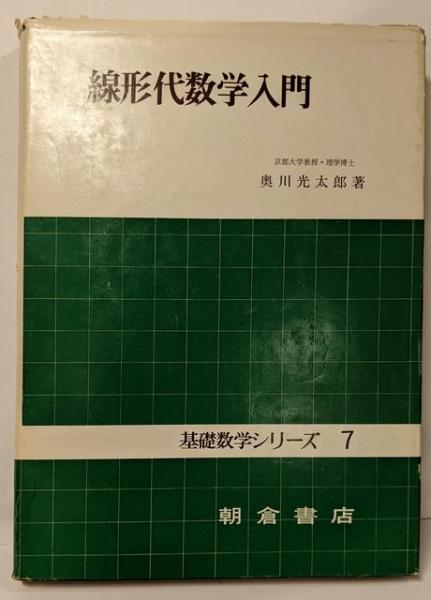 線形代数学入門
京都大学教授・理学博士
奥川光太郎著
基礎数学シリーズ 7
朝倉書店